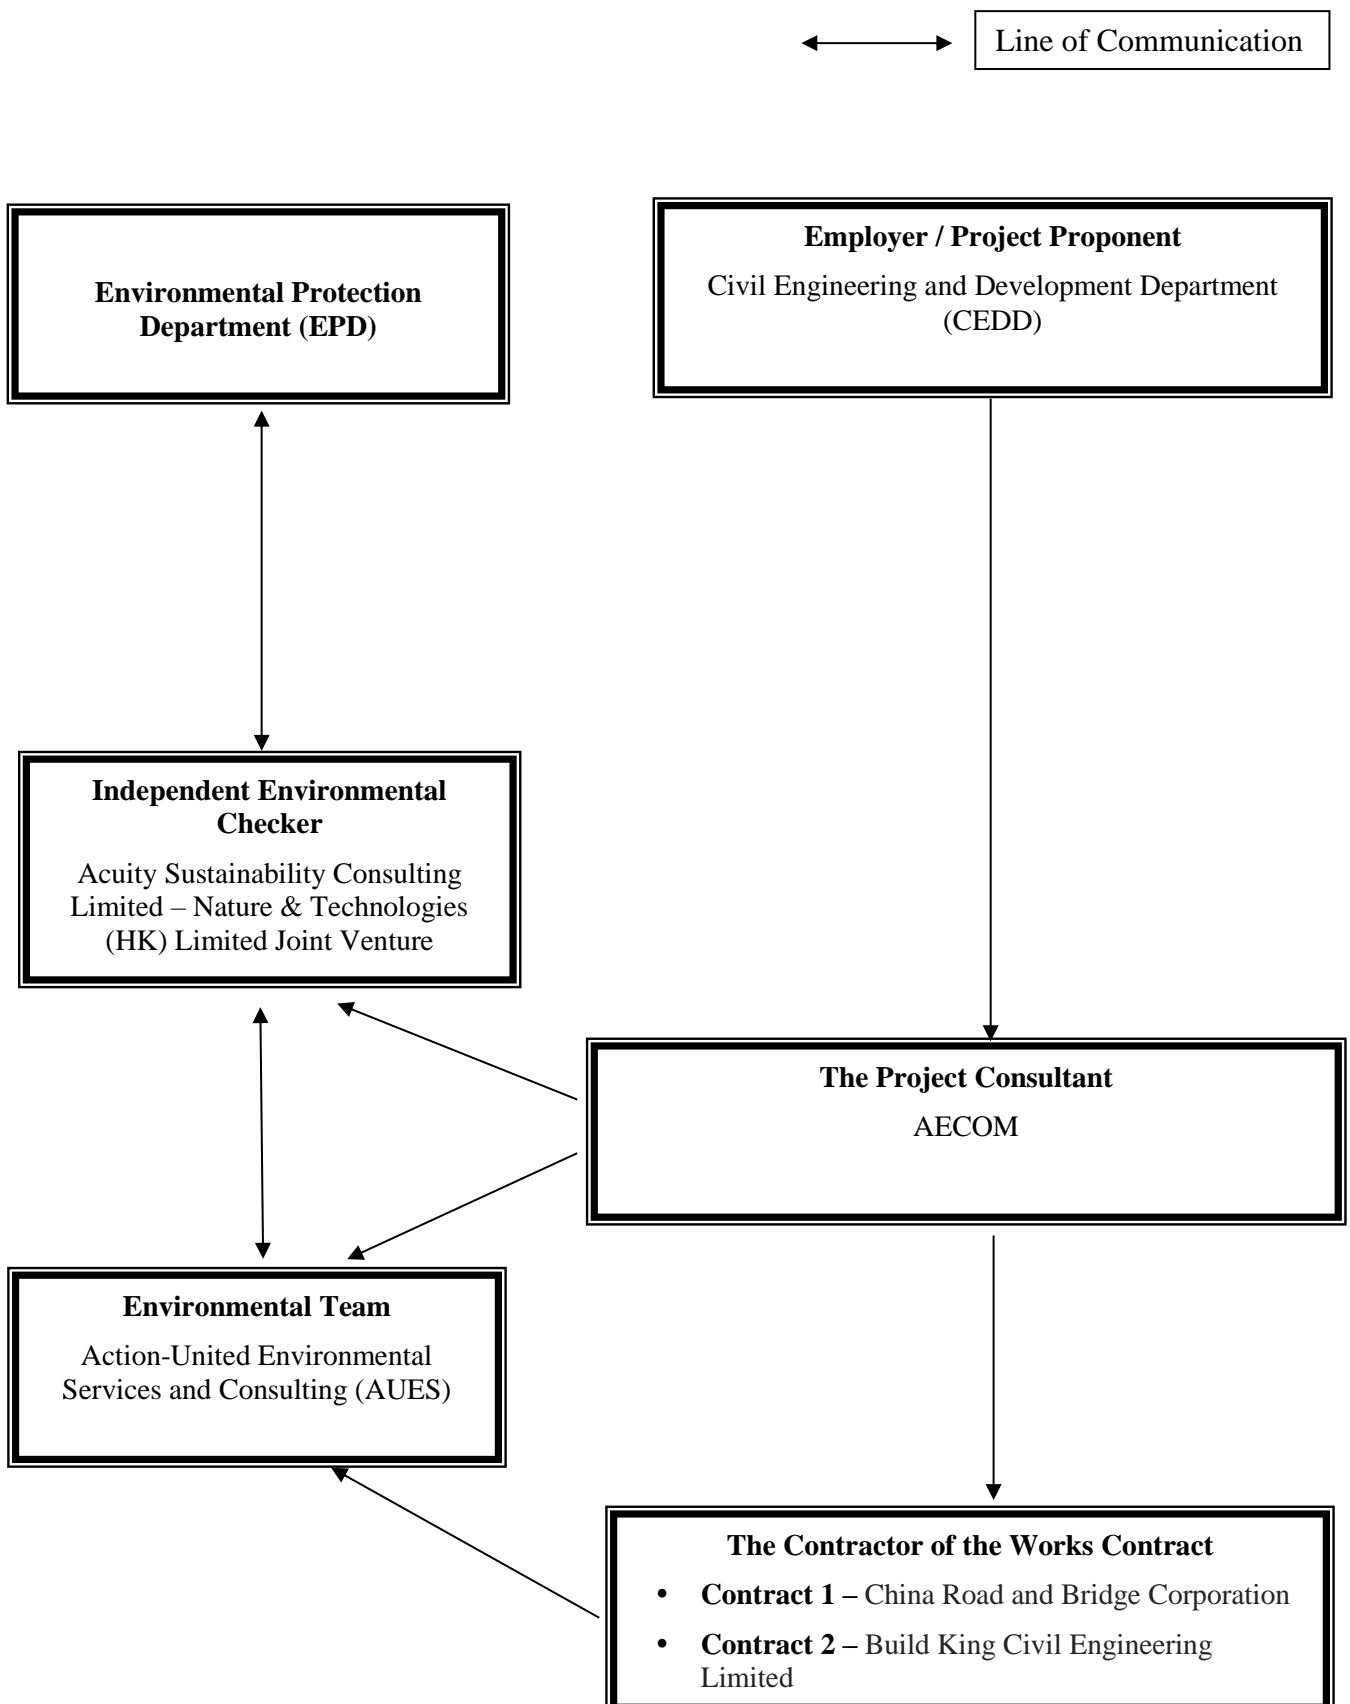 Line of Communication
Environmental Protection
Department (EPD)
Employer / Project Proponent
Civil Engineering and Development Department
(CEDD)
Independent Environmental
Checker
Acuity Sustainability Consulting
Limited – Nature & Technologies
(HK) Limited Joint Venture
The Project Consultant
AECOM
Environmental Team
Action-United Environmental
Services and Consulting (AUES)
The Contractor of the Works Contract
• Contract 1 – China Road and Bridge Corporation
• Contract 2 – Build King Civil Engineering
Limited